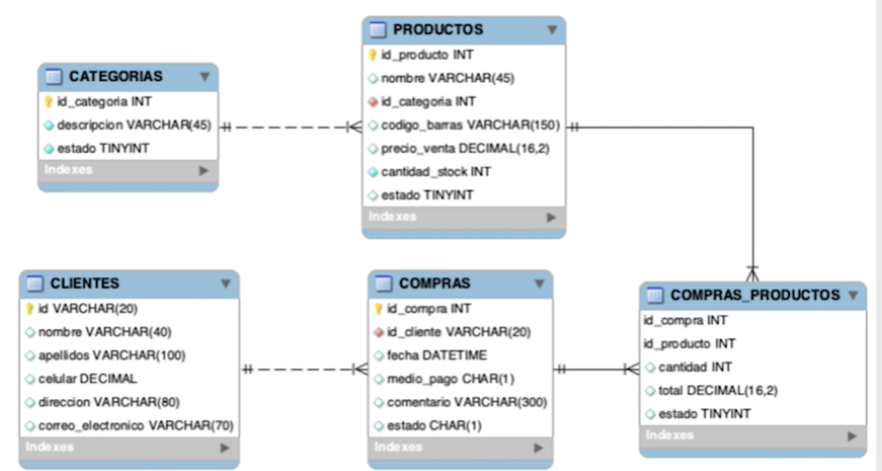 PRODUCTOS
id_producto INT
nombre VARCHAR(45)
id_categoria INT
codigo_barras VARCHAR(150)
precio_venta DECIMAL(16,2)
cantidad_stock INT
estado TINYINT
Indexes
CATEGORIAS
id_categoria INT
descripcion VARCHAR(45)
estado TINYINT
Indexes
CLIENTES
id VARCHAR(20)
nombre VARCHAR(40)
apellidos VARCHAR(100)
celular DECIMAL
direccion VARCHAR(80)
correo_electronico VARCHAR(70)
Indexes
COMPRAS
id_compra INT
id_cliente VARCHAR(20)
fecha DATETIME
medio_pago CHAR(1)
comentario VARCHAR(300)
estado CHAR(1)
Indexes
COMPRAS_PRODUCTOS
id_compra INT
id_producto INT
cantidad INT
total DECIMAL(16,2)
estado TINYINT
Indexes